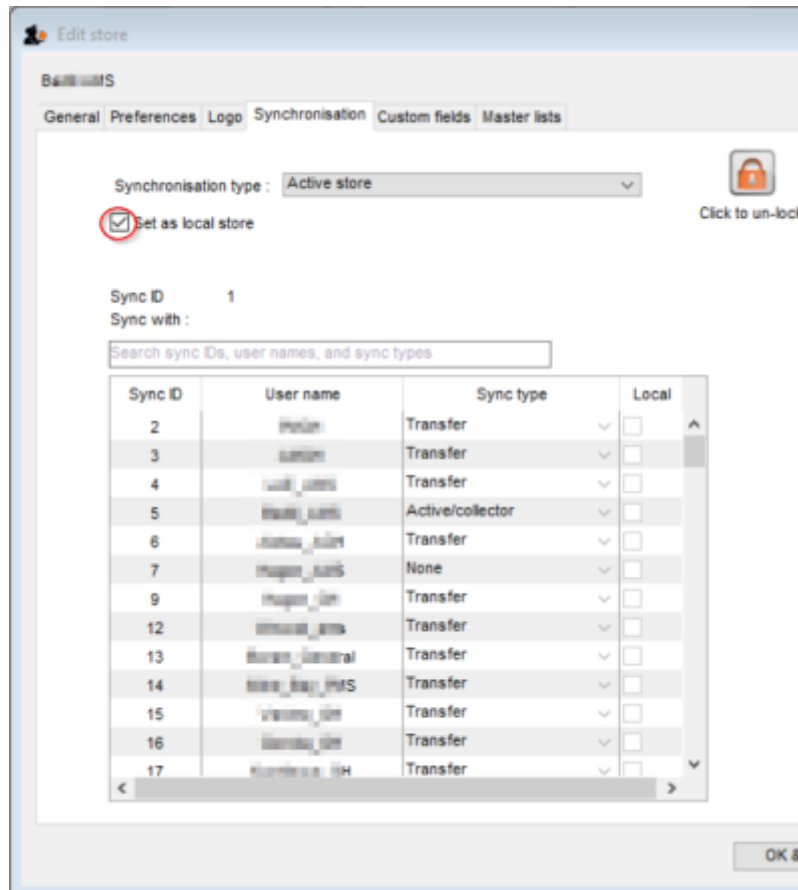 Edit store
General Preferences Logo Synchronisation Custom fields Master lists
Synchronisation type : Active store
Click to un-lock
Set as local store
Sync ID 1
Sync with :
Search sync IDs, user names, and sync types
Sync ID User name Sync type Local
2 Transfer
3 Transfer
4 Transfer
5 Active/collector
6 Transfer
7 None
9 Transfer
12 Transfer
13 Transfer
14 Transfer
15 Transfer
16 Transfer
17 Transfer
OK &